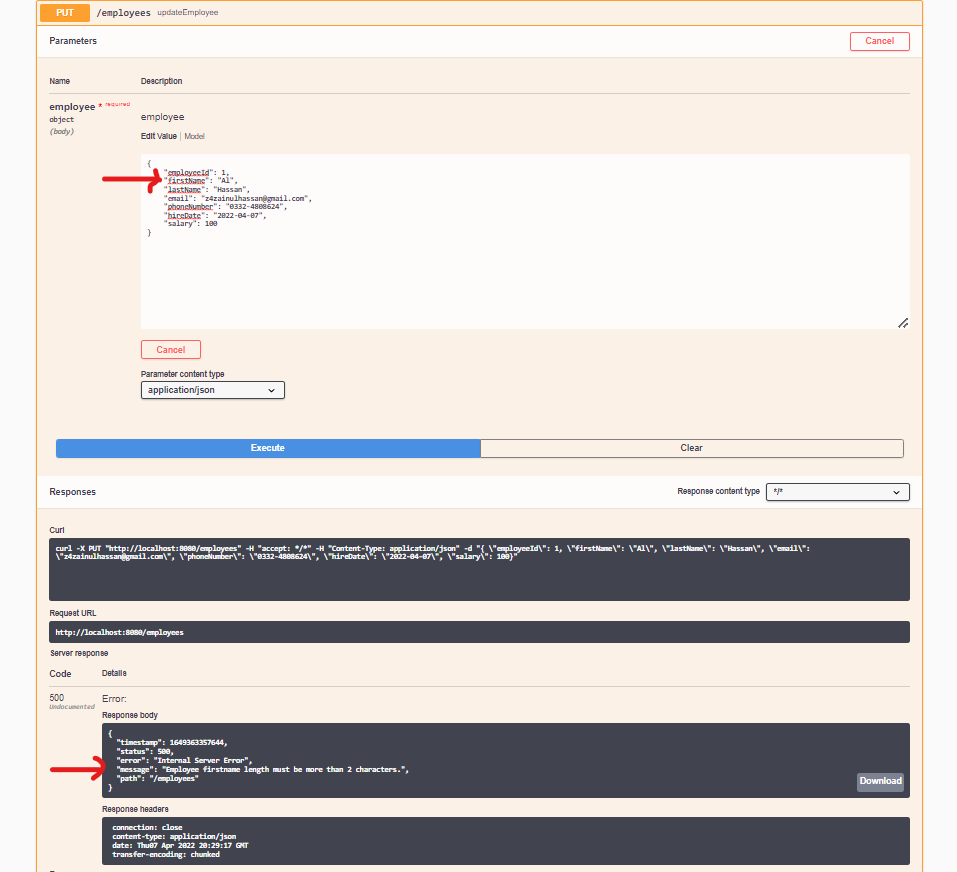 PUT /employees updateEmployee
Parameters
Cancel
Name Description
employee * required
object
(body)
employee
Edit Value | Model
{
"employeeId": 1,
"firstName": "Al",
"lastName": "Hassan",
"email": "z4zainulhassan@gmail.com",
"phoneNumber": "0332-4808624",
"hireDate": "2022-04-07",
"salary": 100
}
Cancel
Parameter content type
application/json
Execute Clear
Responses Response content type */*
Curl
curl -X PUT "http://localhost:8080/employees" -H "accept: */*" -H "Content-Type: application/json" -d "{ \"employeeId\": 1, \"firstName\": \"Al\", \"lastName\": \"Hassan\", \"email\":
\"z4zainulhassan@gmail.com\", \"phoneNumber\": \"0332-4808624\", \"hireDate\": \"2022-04-07\", \"salary\": 100}"
Request URL
http://localhost:8080/employees
Server response
Code Details
500 Error:
Undocumented
Response body
{
"timestamp": 1649363357644,
"status": 500,
"error": "Internal Server Error",
"message": "Employee firstname length must be more than 2 characters.",
"path": "/employees"
}
Download
Response headers
connection: close
content-type: application/json
date: Thu07 Apr 2022 20:29:17 GMT
transfer-encoding: chunked